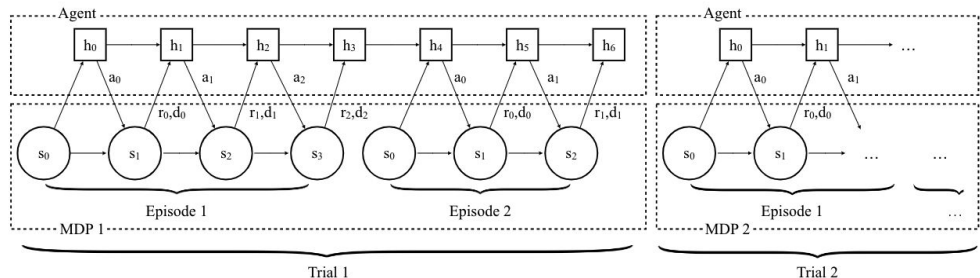 Agent
Agent
h0 h1 h2 h3 h4 h5 h6
h0 h1 ...
a0 a1 a2 a0 a1
a0 a1
r0,d0 r1,d1 r2,d2 r0,d0 r1,d1
r0,d0
s0 s1 s2 s3 s0 s1 s2
s0 s1 ... ...
Episode 1 Episode 2
Episode 1 ...
MDP 1
MDP 2
Trial 1
Trial 2